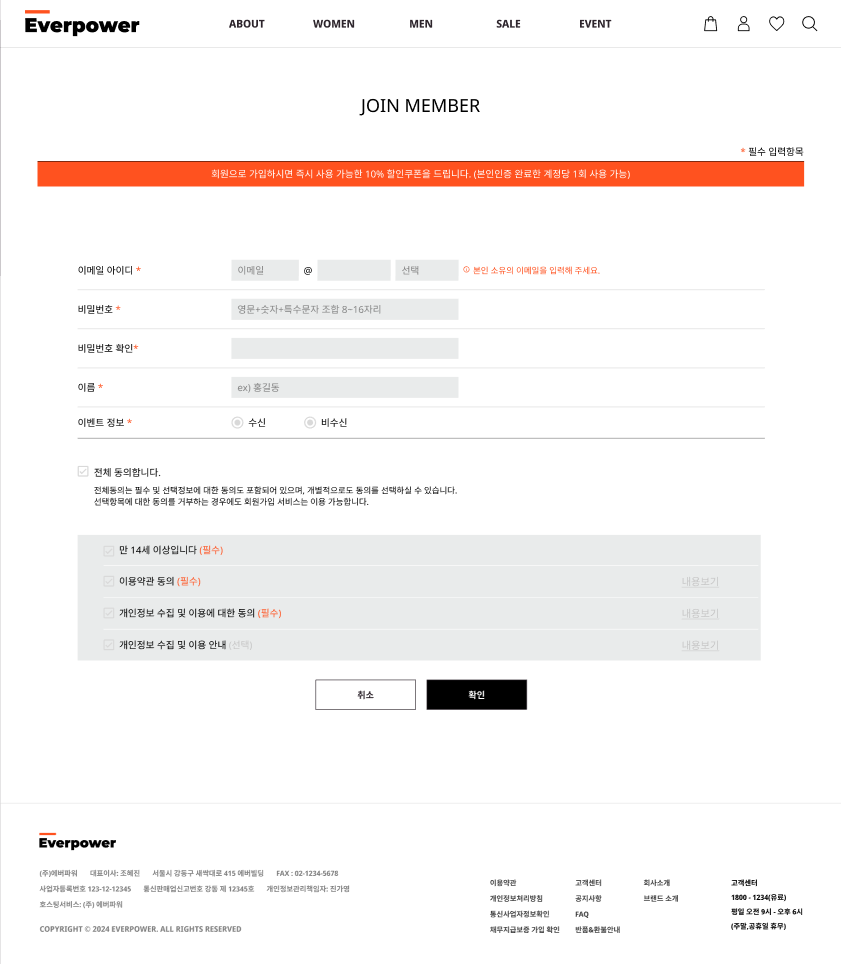 Everpower ABOUT WOMEN MEN SALE EVENT
JOIN MEMBER
* 필수 입력항목
회원으로 가입하시면 즉시 사용 가능한 10% 할인쿠폰을 드립니다. (본인인증 완료한 계정당 1회 사용 가능)
이메일 아이디 * 이메일 @ 선택 본인 소유의 이메일을 입력해 주세요.
비밀번호 * 영문+숫자+특수문자 조합 8~16자리
비밀번호 확인*
이름 * ex) 홍길동
이벤트 정보 * 수신 비수신
전체 동의합니다.
전체동의는 필수 및 선택정보에 대한 동의도 포함되어 있으며, 개별적으로도 동의를 선택하실 수 있습니다.
선택항목에 대한 동의를 거부하는 경우에도 회원가입 서비스는 이용 가능합니다.
만 14세 이상입니다 (필수)
이용약관 동의 (필수) 내용보기
개인정보 수집 및 이용에 대한 동의 (필수) 내용보기
개인정보 수집 및 이용 안내 (선택) 내용보기
취소 확인
Everpower
(주)에버파워 대표이사: 조혜진 서울시 강동구 새싹대로 415 에버빌딩 FAX : 02-1234-5678
사업자등록번호 123-12-12345 통신판매업신고번호 강동 제 12345호 개인정보관리책임자: 진가영
호스팅서비스: (주) 에버파워
COPYRIGHT © 2024 EVERPOWER. ALL RIGHTS RESERVED
이용약관 고객센터 회사소개 고객센터
개인정보처리방침 공지사항 브랜드 소개 1800 - 1234(유료)
통신사업자정보확인 FAQ 평일 오전 9시 - 오후 6시
채무지급보증 가입 확인 반품&환불안내 (주말,공휴일 휴무)